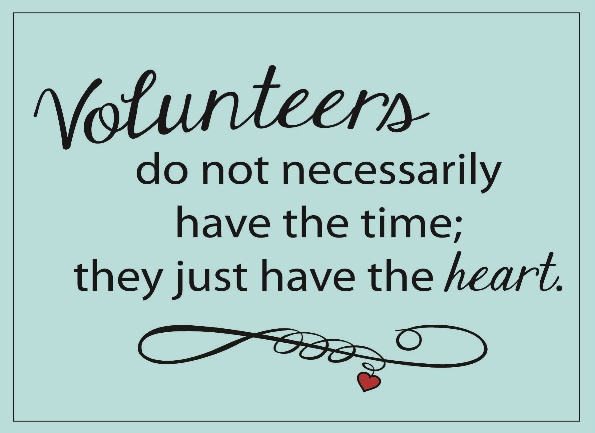 Volunteers
do not necessarily
have the time;
they just have the heart.